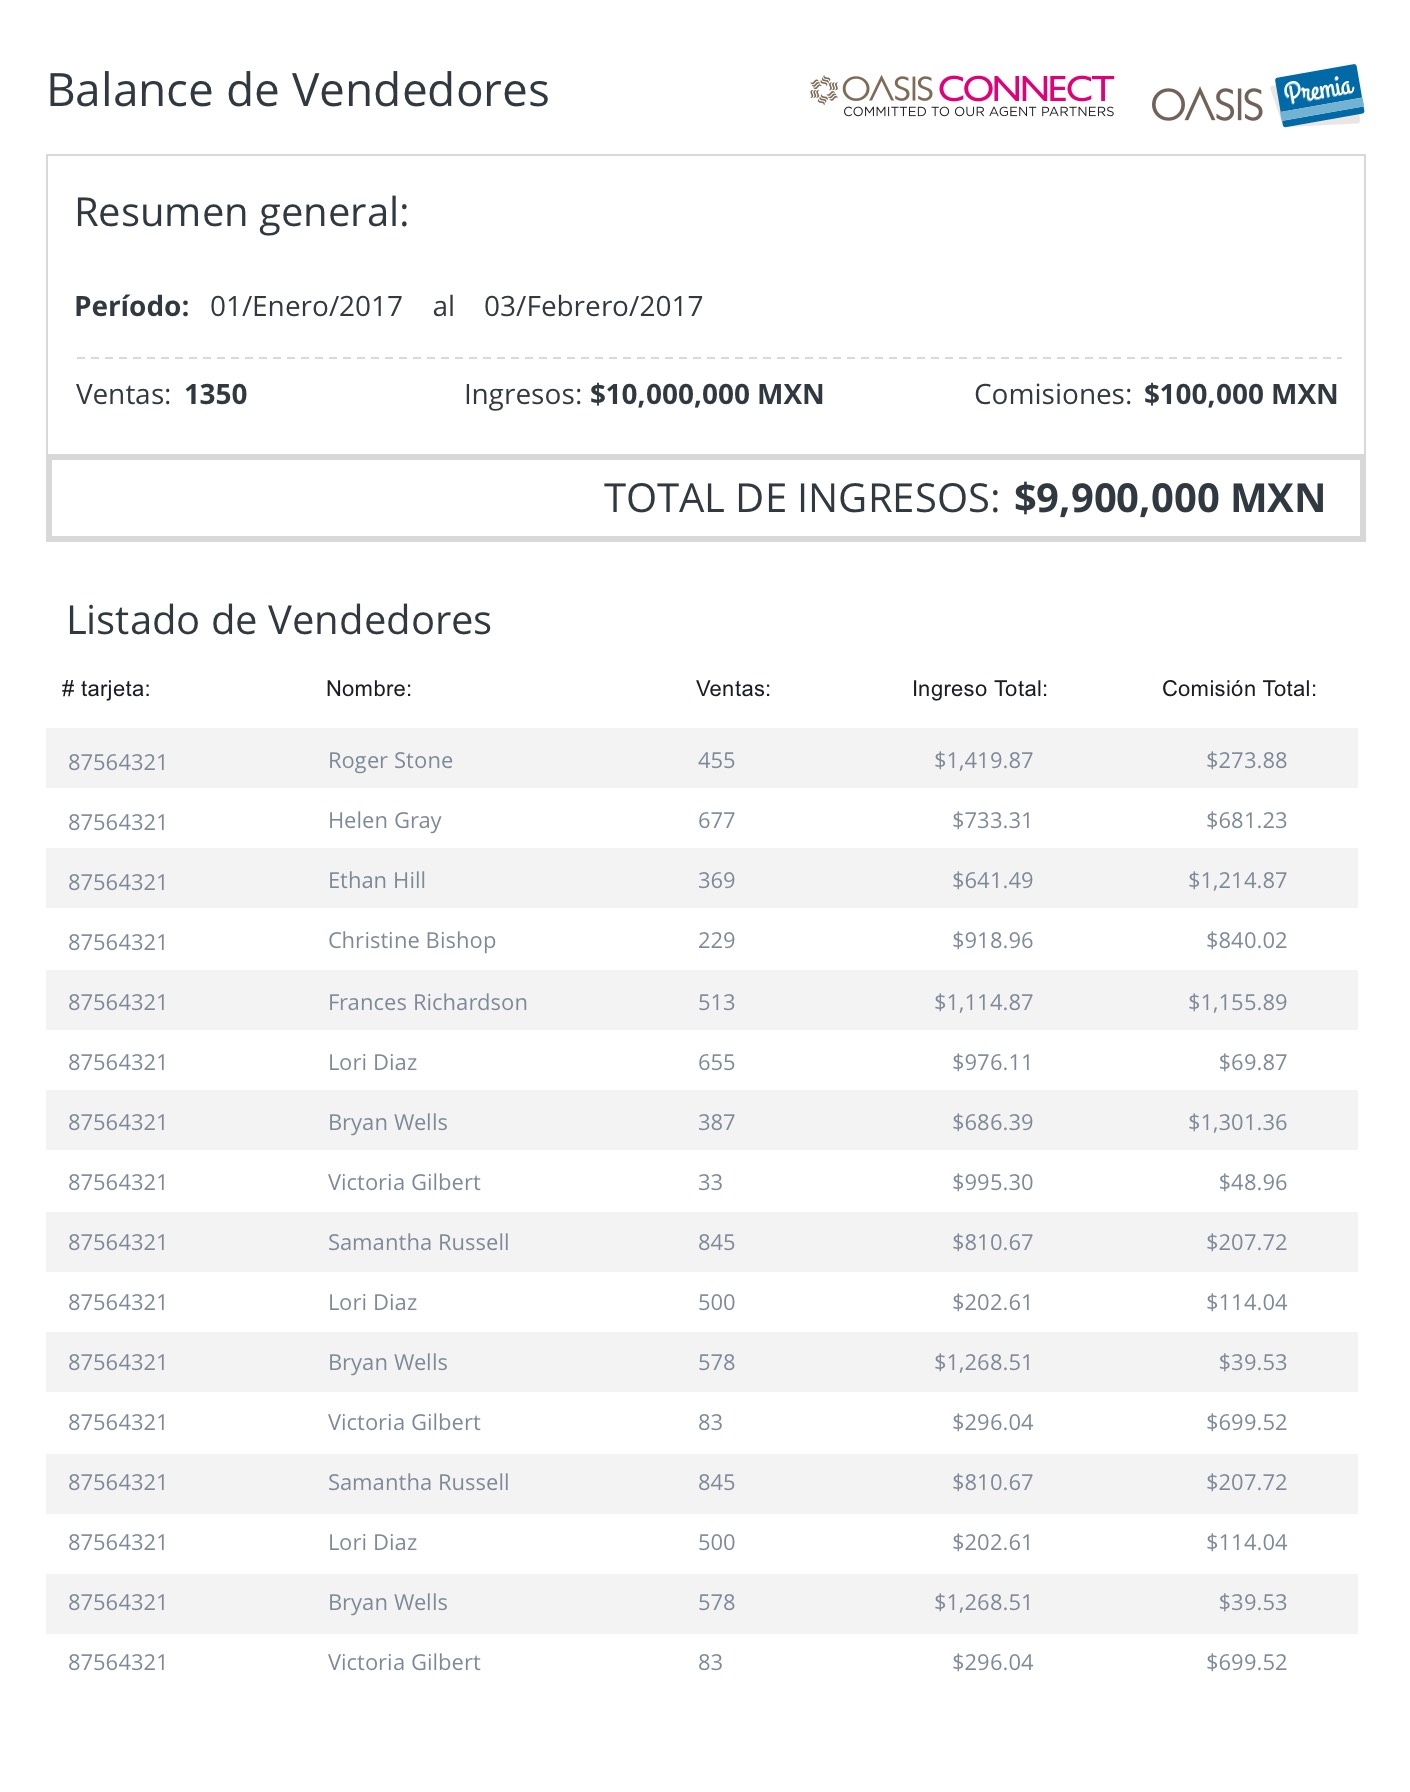 Balance de Vendedores
OASIS CONNECT
COMMITTED TO OUR AGENT PARTNERS
OASIS Premia
Resumen general:
Período: 01/Enero/2017 al 03/Febrero/2017
Ventas: 1350 Ingresos: $10,000,000 MXN Comisiones: $100,000 MXN
TOTAL DE INGRESOS: $9,900,000 MXN
Listado de Vendedores
# tarjeta: Nombre: Ventas: Ingreso Total: Comisión Total:
87564321 Roger Stone 455 $1,419.87 $273.88
87564321 Helen Gray 677 $733.31 $681.23
87564321 Ethan Hill 369 $641.49 $1,214.87
87564321 Christine Bishop 229 $918.96 $840.02
87564321 Frances Richardson 513 $1,114.87 $1,155.89
87564321 Lori Diaz 655 $976.11 $69.87
87564321 Bryan Wells 387 $686.39 $1,301.36
87564321 Victoria Gilbert 33 $995.30 $48.96
87564321 Samantha Russell 845 $810.67 $207.72
87564321 Lori Diaz 500 $202.61 $114.04
87564321 Bryan Wells 578 $1,268.51 $39.53
87564321 Victoria Gilbert 83 $296.04 $699.52
87564321 Samantha Russell 845 $810.67 $207.72
87564321 Lori Diaz 500 $202.61 $114.04
87564321 Bryan Wells 578 $1,268.51 $39.53
87564321 Victoria Gilbert 83 $296.04 $699.52